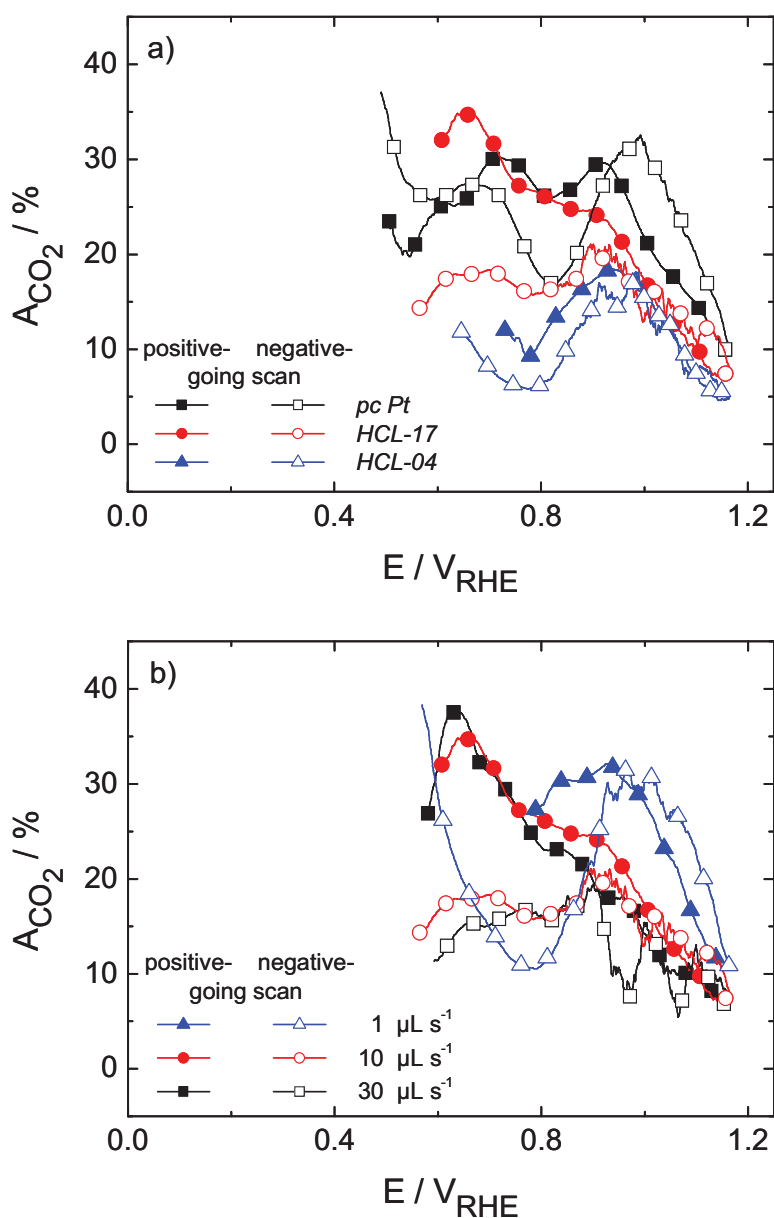 a)
40
30
20
10
0
A_CO2 / %
positive- negative-
going scan
pc Pt
HCL-17
HCL-04
0.0 0.4 0.8 1.2
E / V_RHE
b)
40
30
20
10
0
A_CO2 / %
positive- negative-
going scan
1 µL s⁻¹
10 µL s⁻¹
30 µL s⁻¹
0.0 0.4 0.8 1.2
E / V_RHE